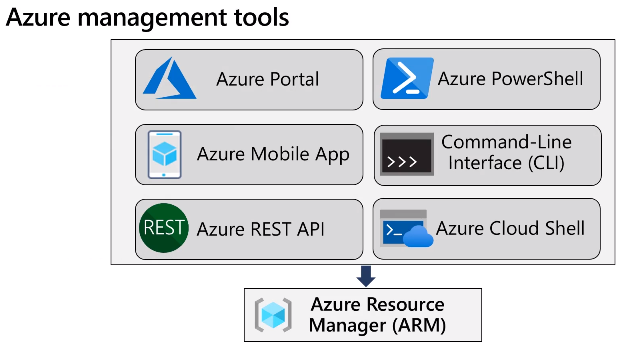 Azure management tools
Azure Portal
Azure PowerShell
Azure Mobile App
>>>
Command-Line
Interface (CLI)
REST
Azure REST API
Azure Cloud Shell
Azure Resource
Manager (ARM)